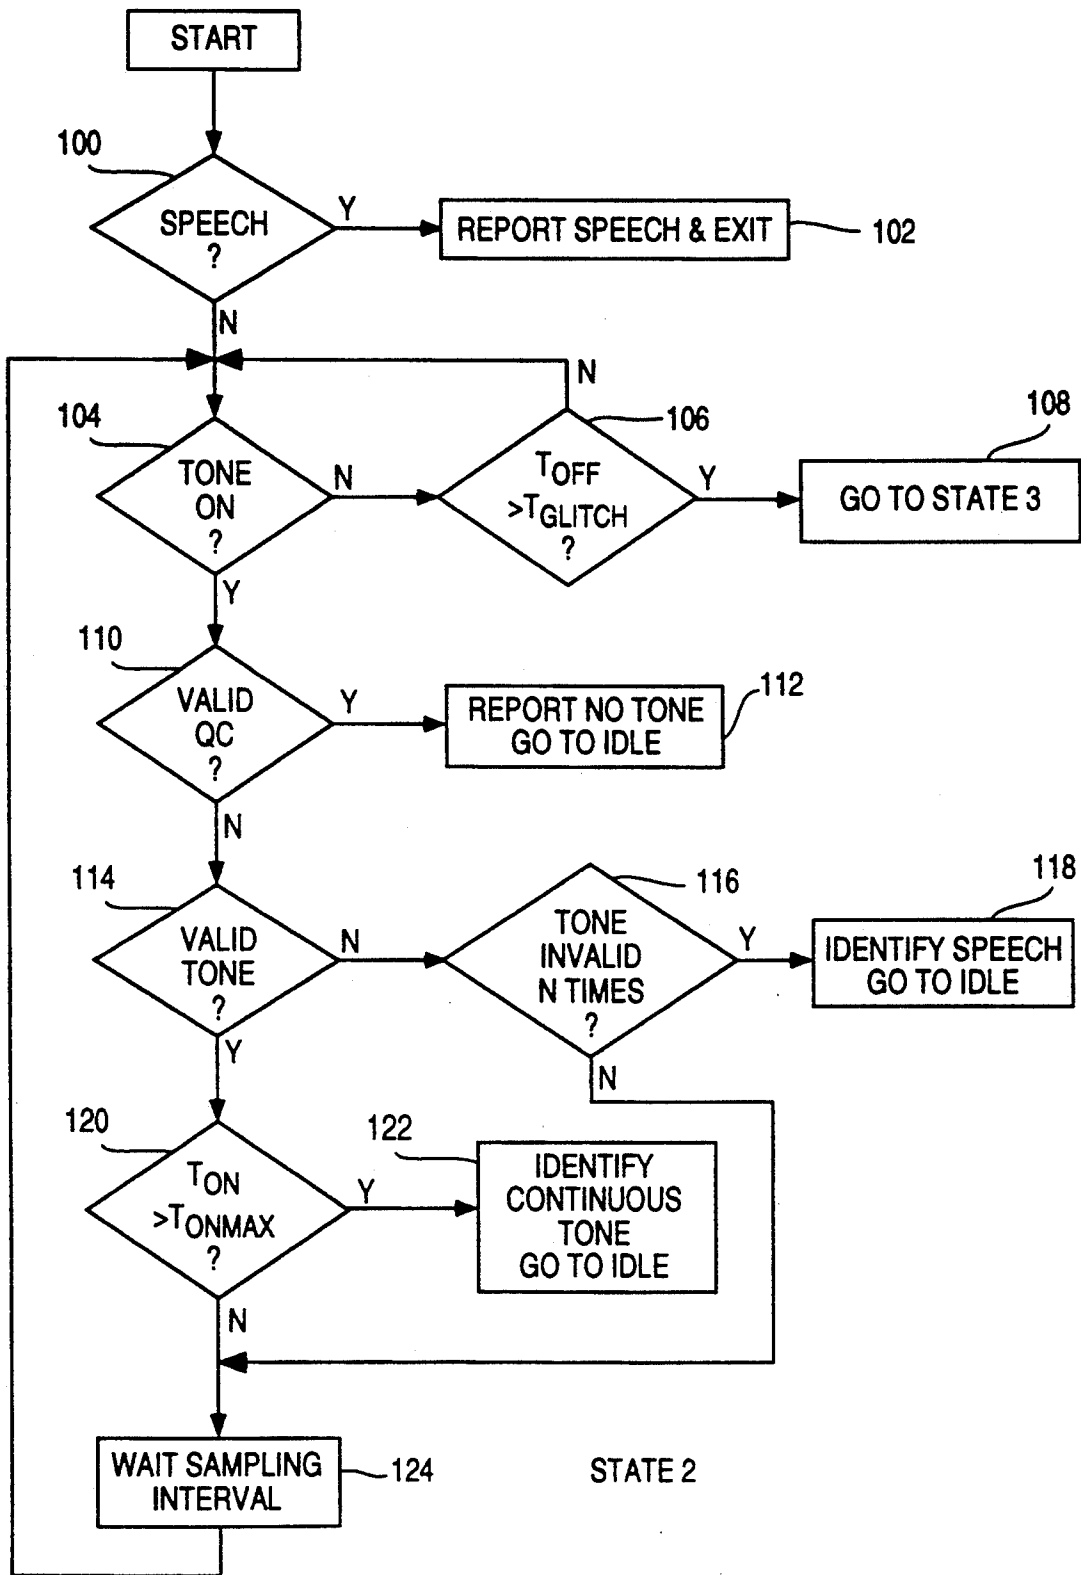 START
100
SPEECH
?
Y
REPORT SPEECH & EXIT
102
N
N
104
TONE
ON
?
N
106
TOFF
>TGLITCH
?
Y
108
GO TO STATE 3
Y
110
VALID
QC
?
Y
REPORT NO TONE
GO TO IDLE
112
N
114
VALID
TONE
?
N
TONE
INVALID
N TIMES
?
116
Y
118
IDENTIFY SPEECH
GO TO IDLE
Y
N
120
TON
>TONMAX
?
Y
122
IDENTIFY
CONTINUOUS
TONE
GO TO IDLE
N
WAIT SAMPLING
INTERVAL
124
STATE 2